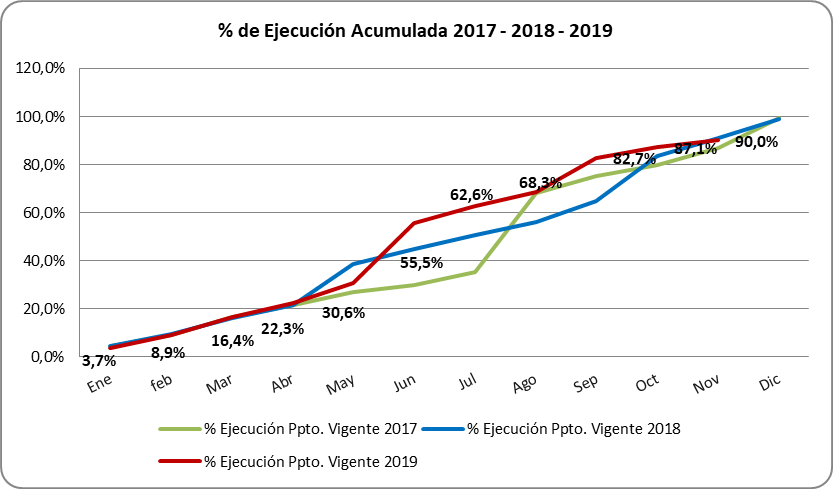 % de Ejecución Acumulada 2017 - 2018 - 2019
120,0%
100,0%
80,0%
60,0%
40,0%
20,0%
0,0%
3,7%
8,9%
16,4%
22,3%
30,6%
55,5%
62,6%
68,3%
82,7%
87,1%
90,0%
Ene
feb
Mar
Abr
May
Jun
Jul
Ago
Sep
Oct
Nov
Dic
% Ejecución Ppto. Vigente 2017
% Ejecución Ppto. Vigente 2018
% Ejecución Ppto. Vigente 2019